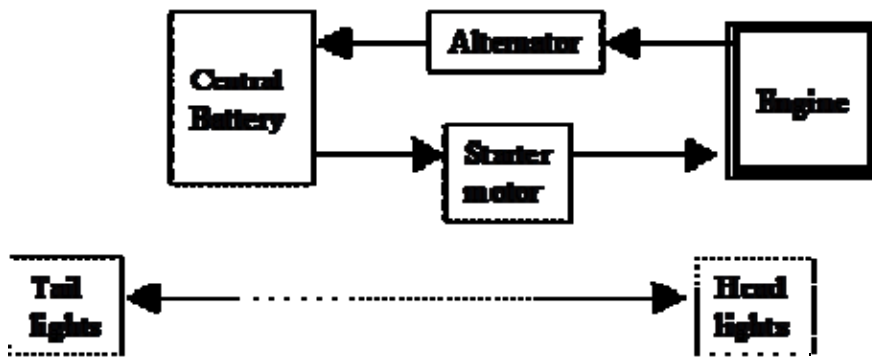 Alternator
Central
Battery
Engine
Starter
motor
Tail
lights
Head
lights